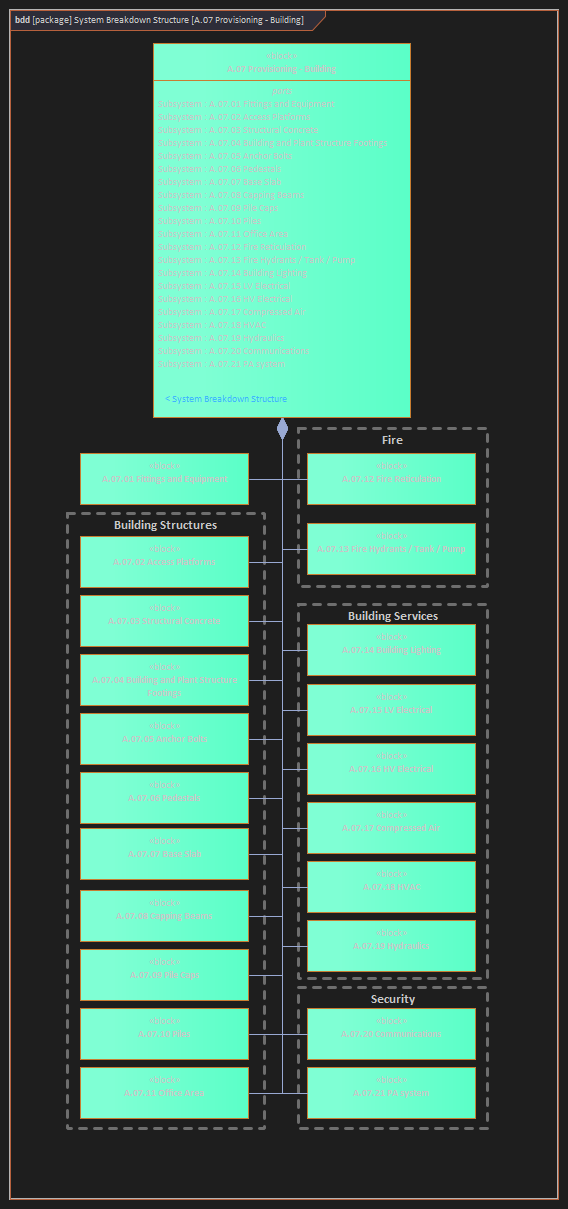 bdd [package] System Breakdown Structure [A.07 Provisioning - Building]
«block»
A.07 Provisioning - Building
parts
Subsystem : A.07.01 Fittings and Equipment
Subsystem : A.07.02 Access Platforms
Subsystem : A.07.03 Structural Concrete
Subsystem : A.07.04 Building and Plant Structure Footings
Subsystem : A.07.05 Anchor Bolts
Subsystem : A.07.06 Pedestals
Subsystem : A.07.07 Base Slab
Subsystem : A.07.08 Capping Beams
Subsystem : A.07.09 Pile Caps
Subsystem : A.07.10 Piles
Subsystem : A.07.11 Office Area
Subsystem : A.07.12 Fire Reticulation
Subsystem : A.07.13 Fire Hydrants / Tank / Pumps
Subsystem : A.07.14 Building Lighting
Subsystem : A.07.15 LV Electrical
Subsystem : A.07.16 HV Electrical
Subsystem : A.07.17 Compressed Air
Subsystem : A.07.18 HVAC
Subsystem : A.07.19 Hydraulics
Subsystem : A.07.20 Communications
Subsystem : A.07.21 PA system
< System Breakdown Structure
«block»
A.07.01 Fittings and Equipment
Building Structures
«block»
A.07.02 Access Platforms
«block»
A.07.03 Structural Concrete
«block»
A.07.04 Building and Plant Structure
Footings
«block»
A.07.05 Anchor Bolts
«block»
A.07.06 Pedestals
«block»
A.07.07 Base Slab
«block»
A.07.08 Capping Beams
«block»
A.07.09 Pile Caps
«block»
A.07.10 Piles
«block»
A.07.11 Office Area
Fire
«block»
A.07.12 Fire Reticulation
«block»
A.07.13 Fire Hydrants / Tank / Pumps
Building Services
«block»
A.07.14 Building Lighting
«block»
A.07.15 LV Electrical
«block»
A.07.16 HV Electrical
«block»
A.07.17 Compressed Air
«block»
A.07.18 HVAC
«block»
A.07.19 Hydraulics
Security
«block»
A.07.20 Communications
«block»
A.07.21 PA system